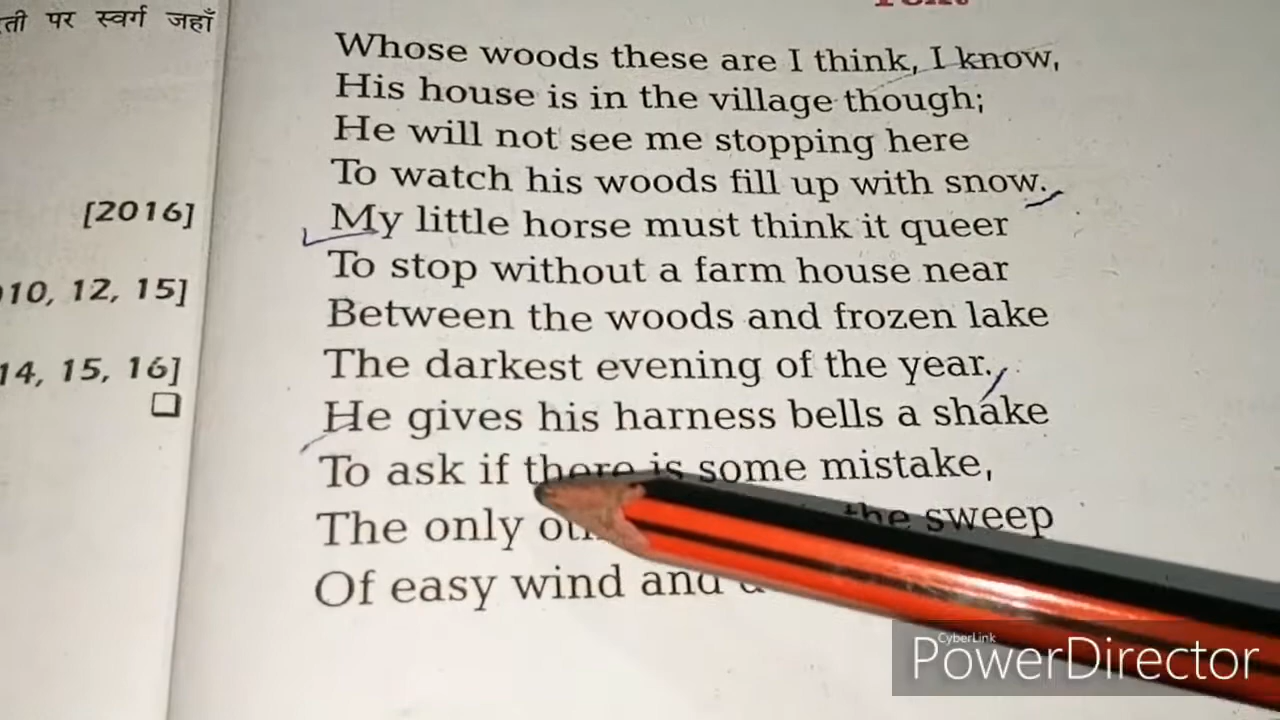 ती पर स्वर्ग जहाँ
[2016]
10, 12, 15]
14, 15, 16]
Whose woods these are I think, I know,
His house is in the village though;
He will not see me stopping here
To watch his woods fill up with snow.
My little horse must think it queer
To stop without a farm house near
Between the woods and frozen lake
The darkest evening of the year.
He gives his harness bells a shake
To ask if there is some mistake,
The only the sweep
Of easy wind and
CyberLink
PowerDirector